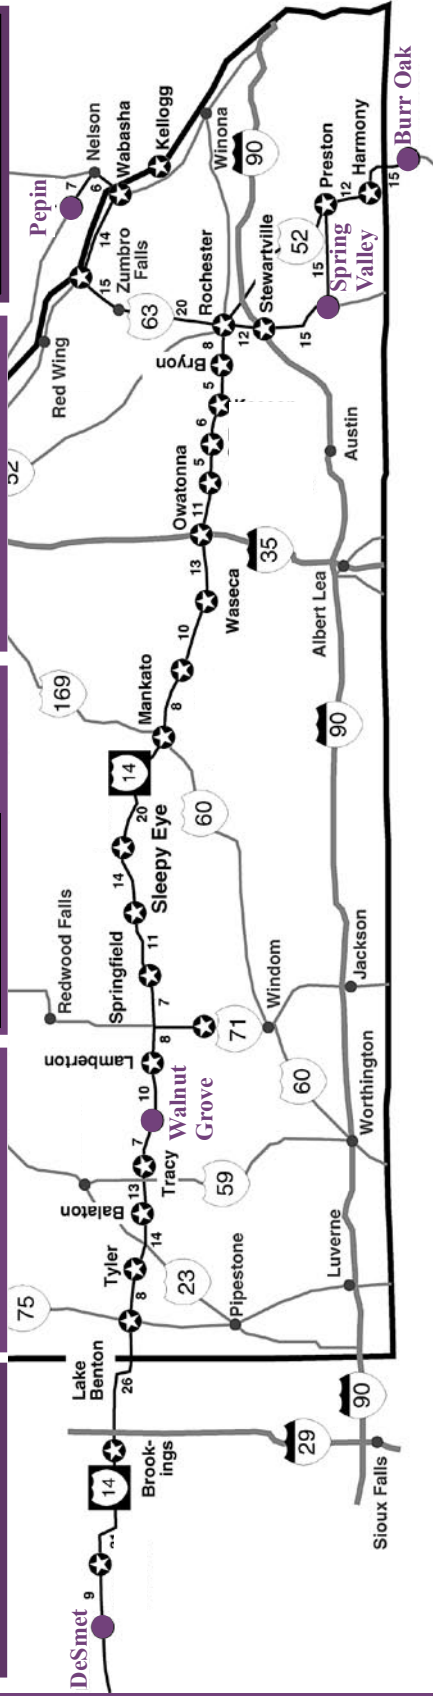 DeSmet
9
14
Brook-
ings
26
Lake
Benton
29
90
Sioux Falls
75
8
Tyler
14
23
Pipestone
Luverne
Balaton
13
Tracy
7
59
Walnut
Grove
10
Lamberton
8
7
71
60
Worthington
Redwood Falls
Springfield
11
Windom
Jackson
14
Sleepy Eye
20
14
60
Mankato
169
8
90
10
Waseca
13
Owatonna
11
35
Albert Lea
5
6
5
Austin
52
Bryon
8
Rochester
12
Stewartville
15
Spring
Valley
15
52
Preston
12
Harmony
15
Burr Oak
20
63
Zumbro
Falls
15
Red Wing
14
Wabasha
Kellogg
6
Nelson
7
Pepin
Winona
90